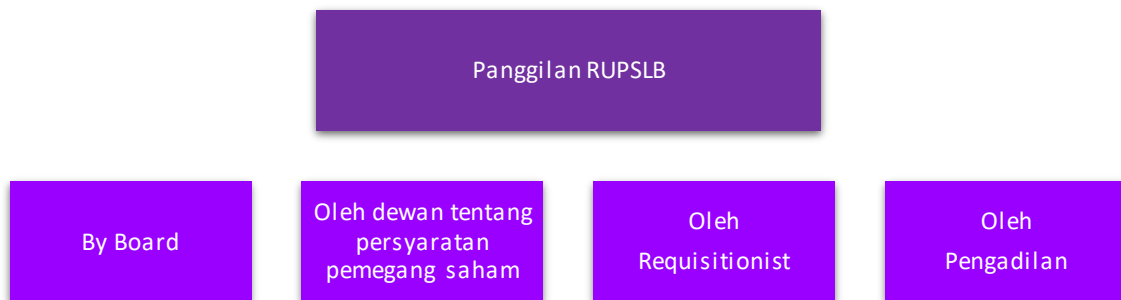 Panggilan RUPSLB
By Board
Oleh dewan tentang
persyaratan
pemegang saham
Oleh
Requisitionist
Oleh
Pengadilan